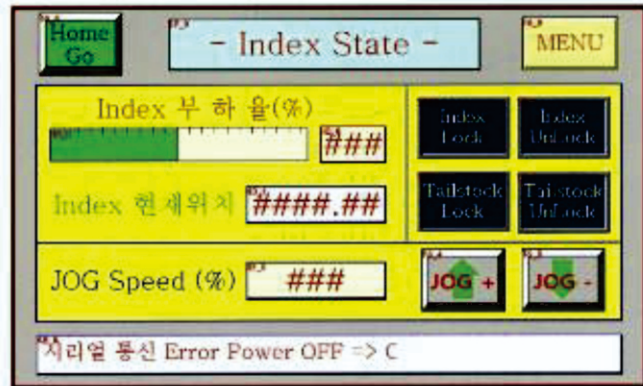 Home
Go
- Index State -
MENU
Index 부 하 율(%)
###
Index
Lock
Index
UnLock
Index 현재위치
####.##
Tailstock
Lock
Tailstock
UnLock
JOG Speed (%)
###
JOG +
JOG -
시리얼 통신 Error Power OFF => C